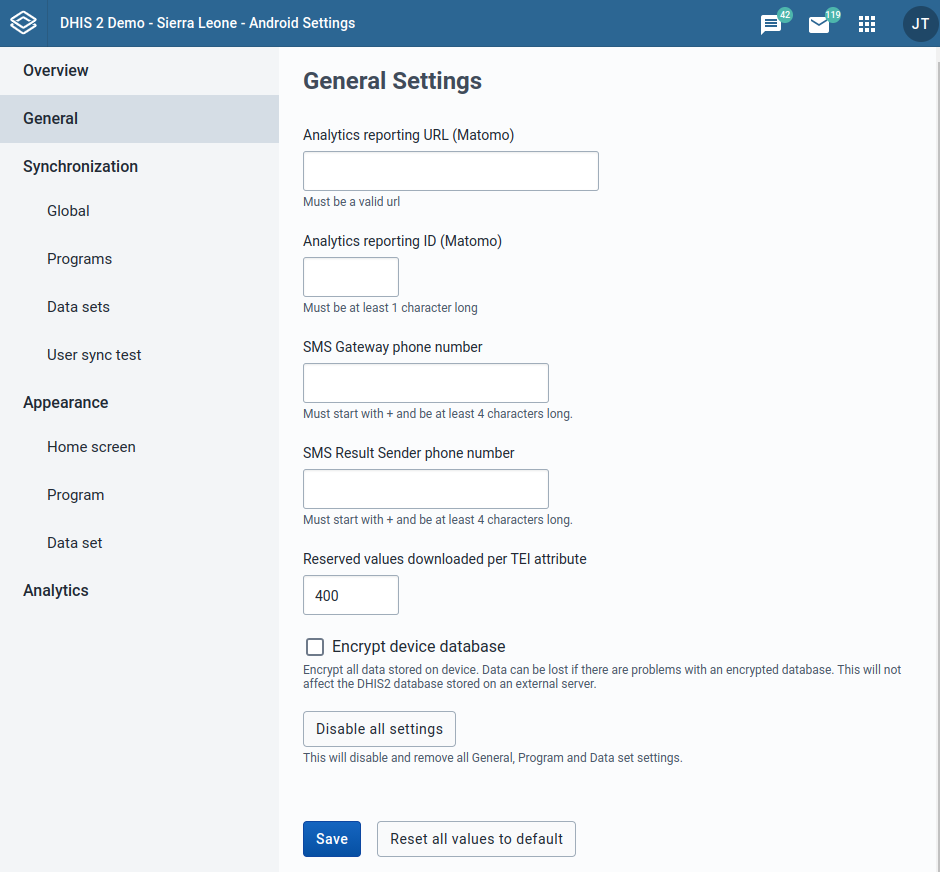 DHIS 2 Demo - Sierra Leone - Android Settings
42
119
JT
Overview
General
Synchronization
Global
Programs
Data sets
User sync test
Appearance
Home screen
Program
Data set
Analytics
General Settings
Analytics reporting URL (Matomo)
Must be a valid url
Analytics reporting ID (Matomo)
Must be at least 1 character long
SMS Gateway phone number
Must start with + and be at least 4 characters long.
SMS Result Sender phone number
Must start with + and be at least 4 characters long.
Reserved values downloaded per TEI attribute
400
Encrypt device database
Encrypt all data stored on device. Data can be lost if there are problems with an encrypted database. This will not
affect the DHIS2 database stored on an external server.
Disable all settings
This will disable and remove all General, Program and Data set settings.
Save
Reset all values to default